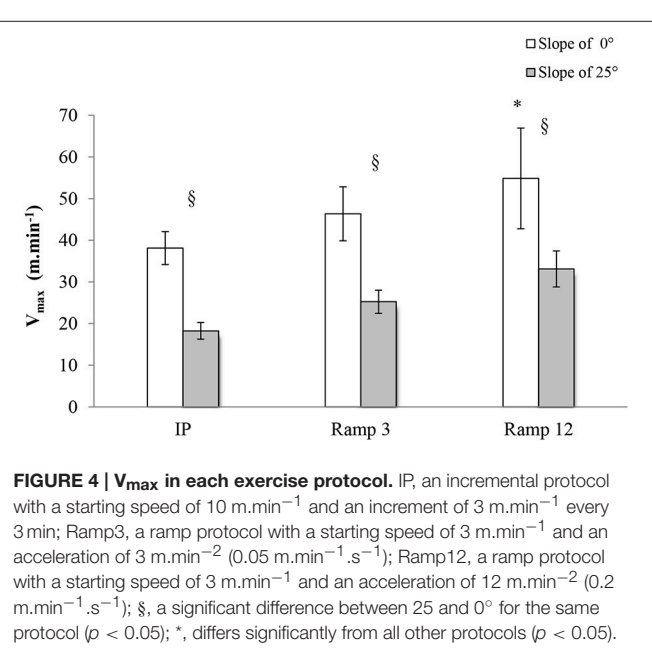 Slope of 0°
Slope of 25°
V_max (m.min⁻¹)
70
60
50
40
30
20
10
0
§
§
*
§
IP
Ramp 3
Ramp 12
FIGURE 4 | V_max in each exercise protocol. IP, an incremental protocol
with a starting speed of 10 m.min⁻¹ and an increment of 3 m.min⁻¹ every
3 min; Ramp3, a ramp protocol with a starting speed of 3 m.min⁻¹ and an
acceleration of 3 m.min⁻² (0.05 m.min⁻¹.s⁻¹); Ramp12, a ramp protocol
with a starting speed of 3 m.min⁻¹ and an acceleration of 12 m.min⁻² (0.2
m.min⁻¹.s⁻¹); §, a significant difference between 25 and 0° for the same
protocol (p < 0.05); *, differs significantly from all other protocols (p < 0.05).